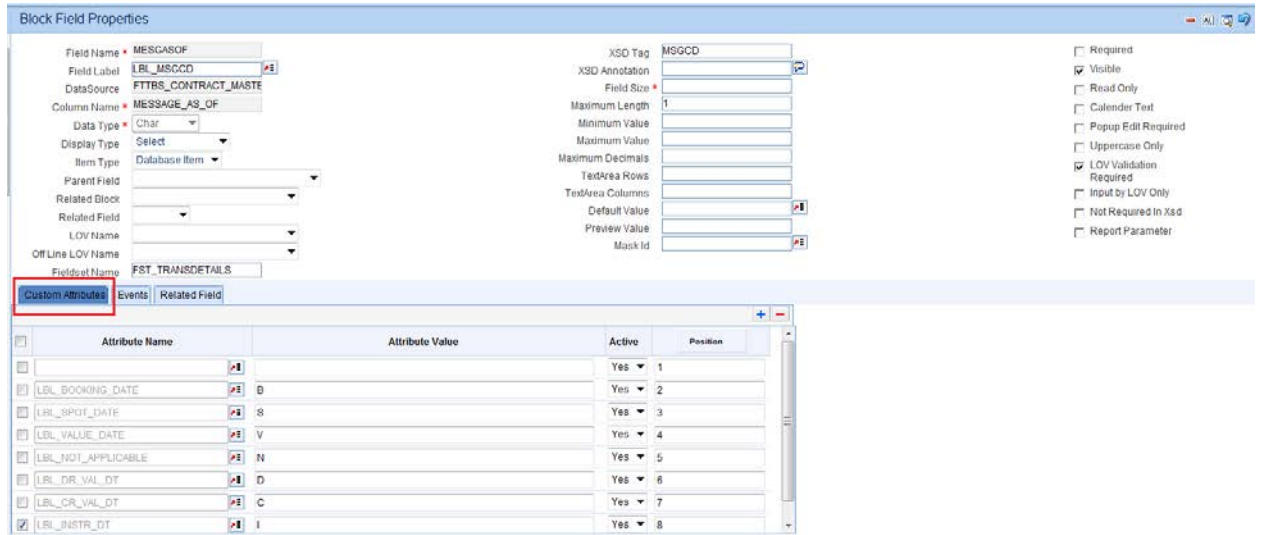 Block Field Properties
Field Name * MESGASOF
Field Label LBL_MSGCD
DataSource FTTBS_CONTRACT_MASTE
Column Name * MESSAGE_AS_OF
Data Type * Char
Display Type Select
Item Type Database Item
Parent Field
Related Block
Related Field
LOV Name
Off Line LOV Name
Fieldset Name FST_TRANSDETAILS
XSD Tag MSGCD
XSD Annotation
Field Size *
Maximum Length 1
Minimum Value
Maximum Value
Maximum Decimals
TextArea Rows
TextArea Columns
Default Value
Preview Value
Mask Id
Required
Visible
Read Only
Calender Text
Popup Edit Required
Uppercase Only
LOV Validation
Required
Input by LOV Only
Not Required In Xsd
Report Parameter
Custom Attributes Events Related Field
Attribute Name Attribute Value Active Position
Yes 1
LBL_BOOKING_DATE B Yes 2
LBL_SPOT_DATE S Yes 3
LBL_VALUE_DATE V Yes 4
LBL_NOT_APPLICABLE N Yes 5
LBL_DR_VAL_DT D Yes 6
LBL_CR_VAL_DT C Yes 7
LBL_INSTR_DT I Yes 8